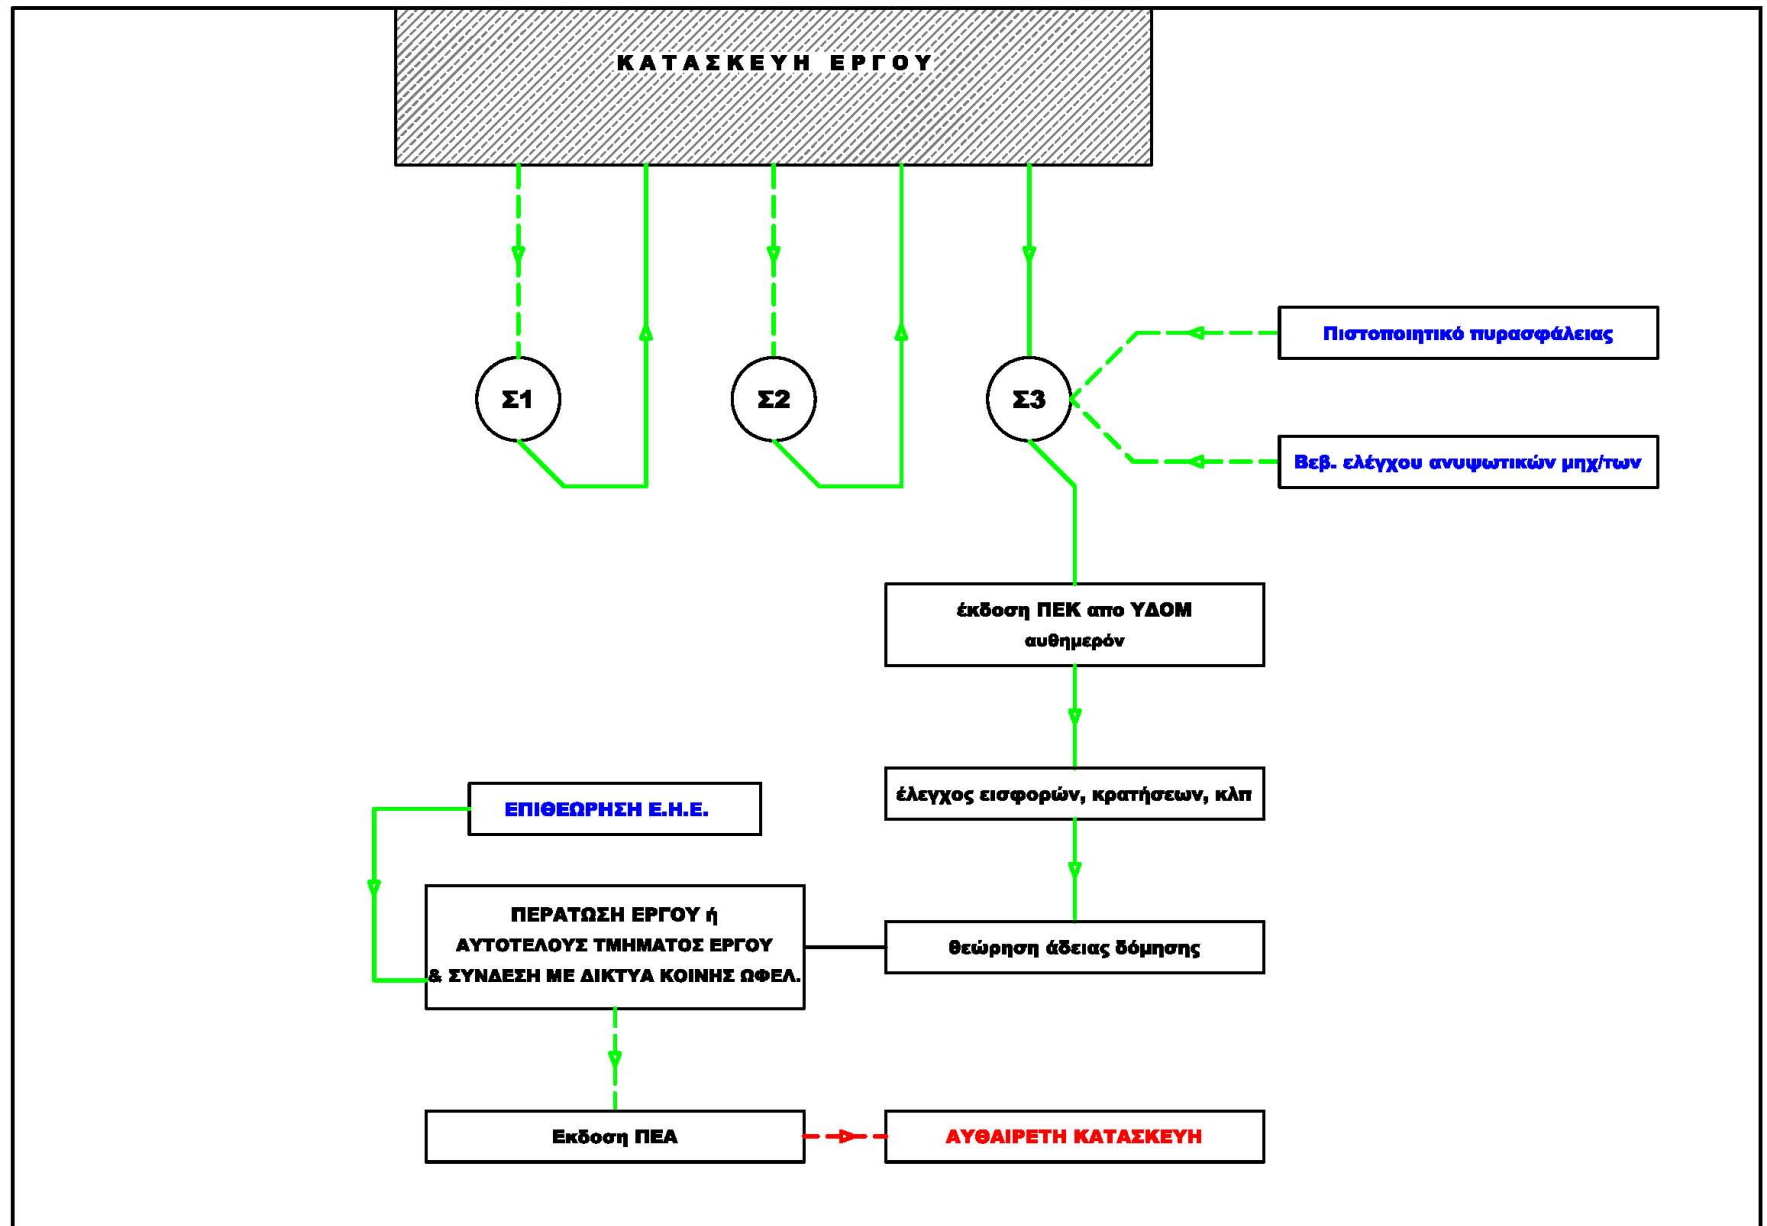 ΚΑΤΑΣΚΕΥΗ ΕΡΓΟΥ
Πιστοποιητικό πυρασφάλειας
Σ1
Σ2
Σ3
Βεβ. ελέγχου ανυψωτικών μηχ/των
έκδοση ΠΕΚ απο ΥΔΟΜ
αυθημερόν
έλεγχος εισφορών, κρατήσεων, κλπ
ΕΠΙΘΕΩΡΗΣΗ Ε.Η.Ε.
ΠΕΡΑΤΩΣΗ ΕΡΓΟΥ ή
ΑΥΤΟΤΕΛΟΥΣ ΤΜΗΜΑΤΟΣ ΕΡΓΟΥ
& ΣΥΝΔΕΣΗ ΜΕ ΔΙΚΤΥΑ ΚΟΙΝΗΣ ΩΦΕΛ.
θεώρηση άδειας δόμησης
Εκδοση ΠΕΑ
ΑΥΘΑΙΡΕΤΗ ΚΑΤΑΣΚΕΥΗ